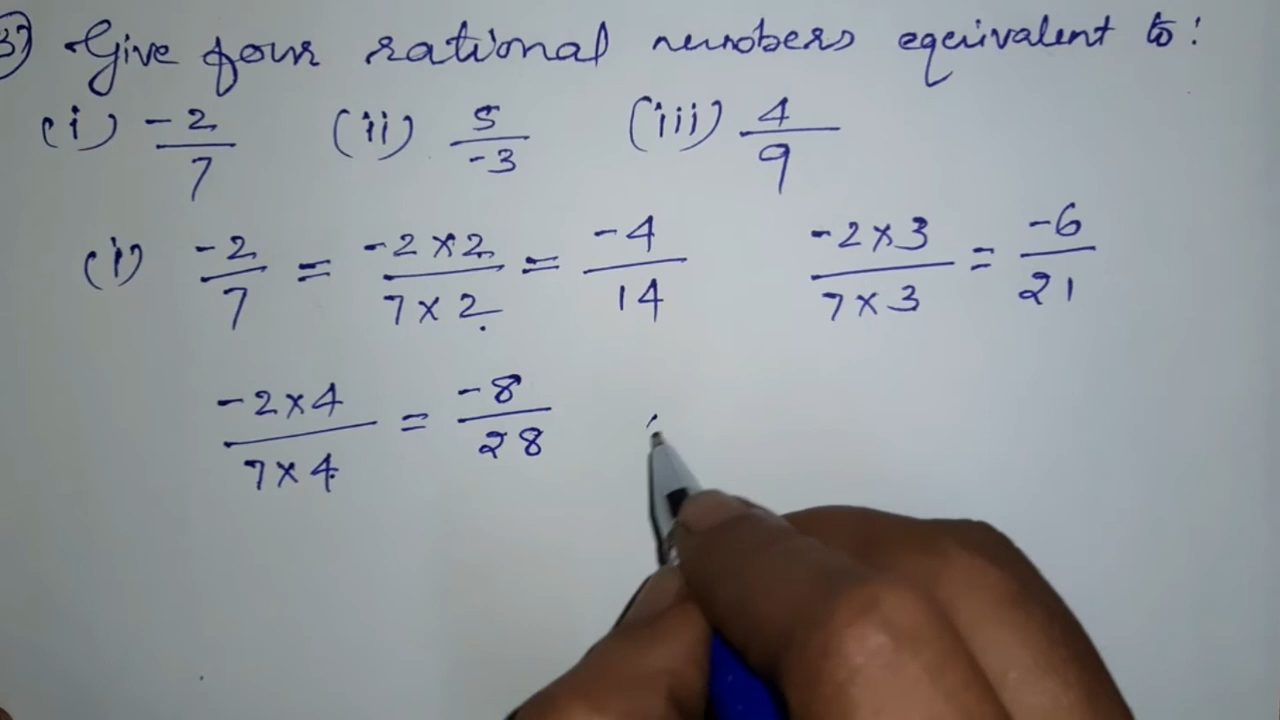 3) Give four rational numbers equivalent to:
(i) -2/7 (ii) 5/-3 (iii) 4/9
(i) -2/7 = -2×2/7×2 = -4/14 -2×3/7×3 = -6/21
-2×4/7×4 = -8/28